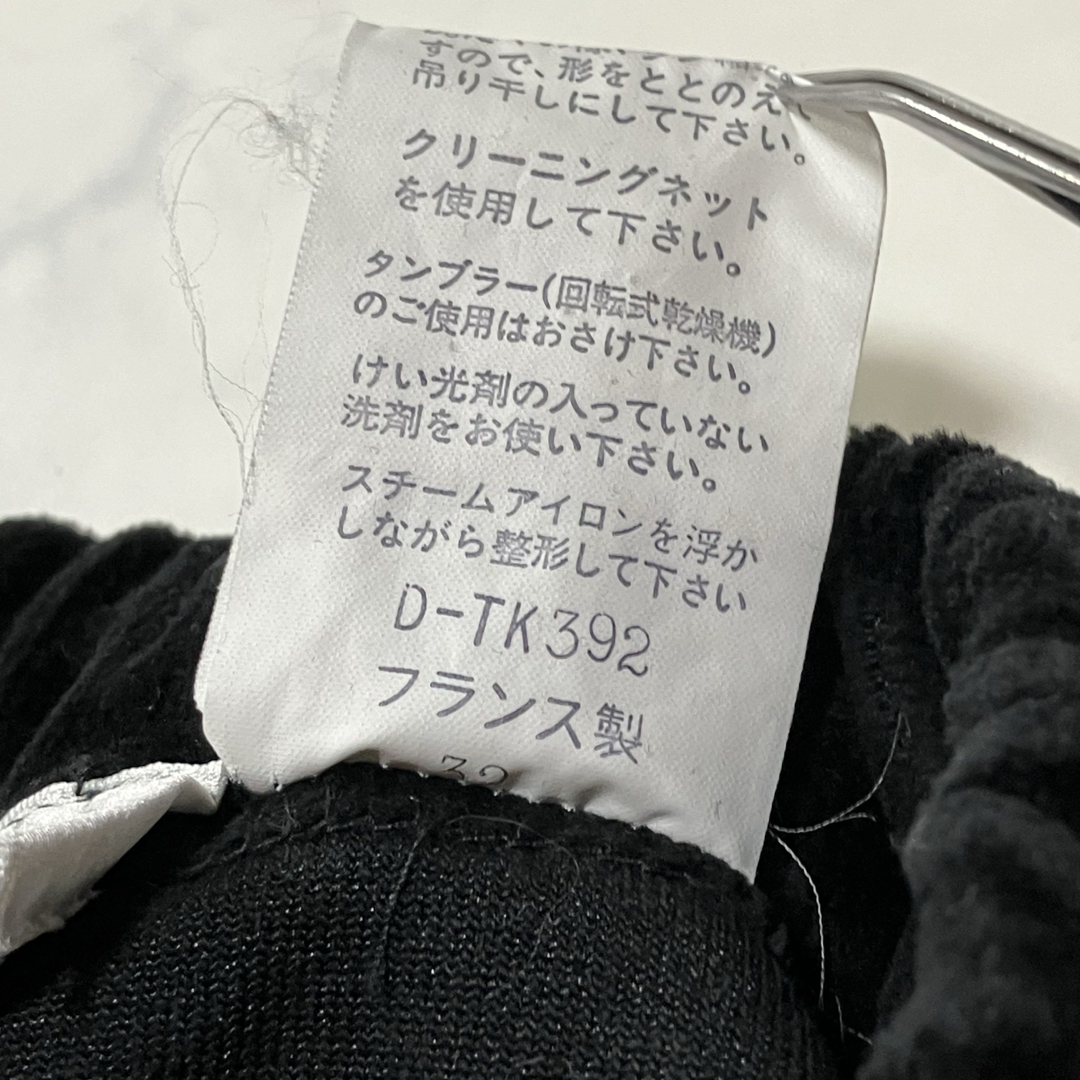 すので、形をととのえて
吊り干しにして下さい。
クリーニングネット
を使用して下さい。
タンブラー(回転式乾燥機)
のご使用はおさけ下さい。
けい光剤の入っていない
洗剤をお使い下さい。
スチームアイロンを浮か
しながら整形して下さい
D-TK392
フランス製
32